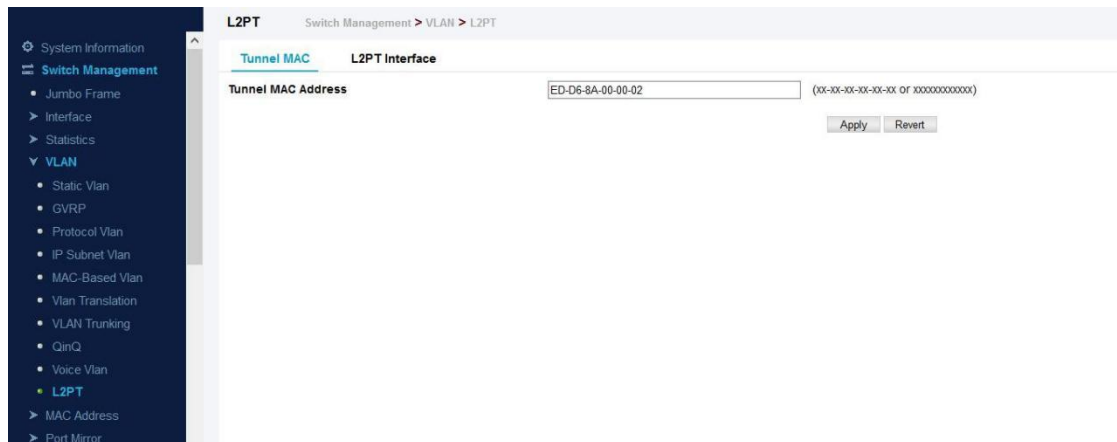 L2PT Switch Management > VLAN > L2PT
System Information
Switch Management
Jumbo Frame
Interface
Statistics
VLAN
Static Vlan
GVRP
Protocol Vlan
IP Subnet Vlan
MAC-Based Vlan
Vlan Translation
VLAN Trunking
QinQ
Voice Vlan
L2PT
MAC Address
Port Mirror
Tunnel MAC L2PT Interface
Tunnel MAC Address ED-D6-8A-00-00-02 (xx-xx-xx-xx-xx-xx or xxxxxxxxxxxx)
Apply Revert